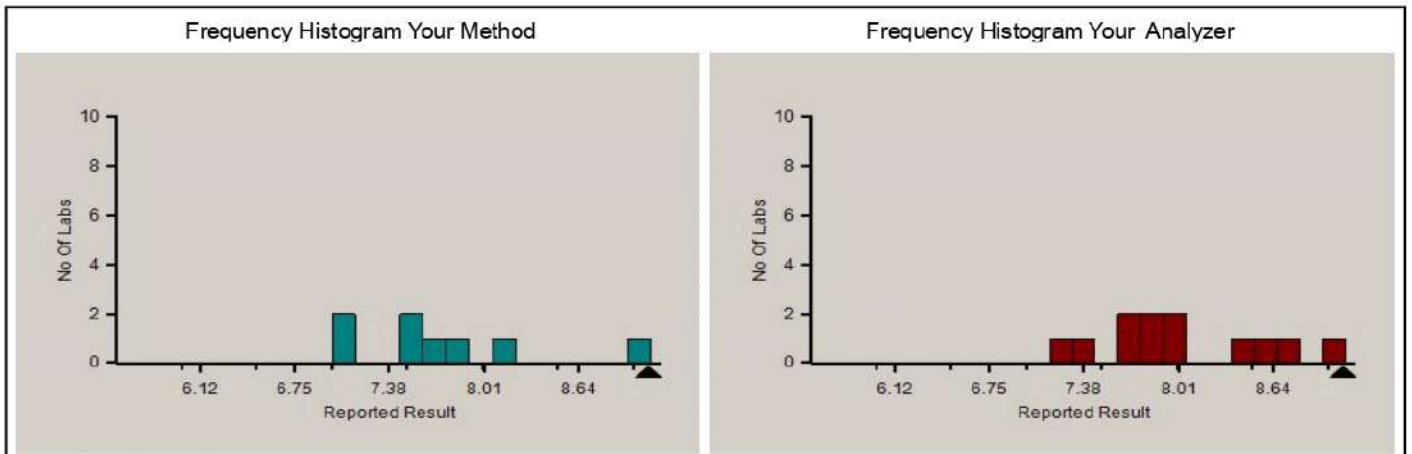 Frequency Histogram Your Method
10
8
6
4
2
0
No Of Labs
6.12 6.75 7.38 8.01 8.64
Reported Result
Frequency Histogram Your Analyzer
10
8
6
4
2
0
No Of Labs
6.12 6.75 7.38 8.01 8.64
Reported Result